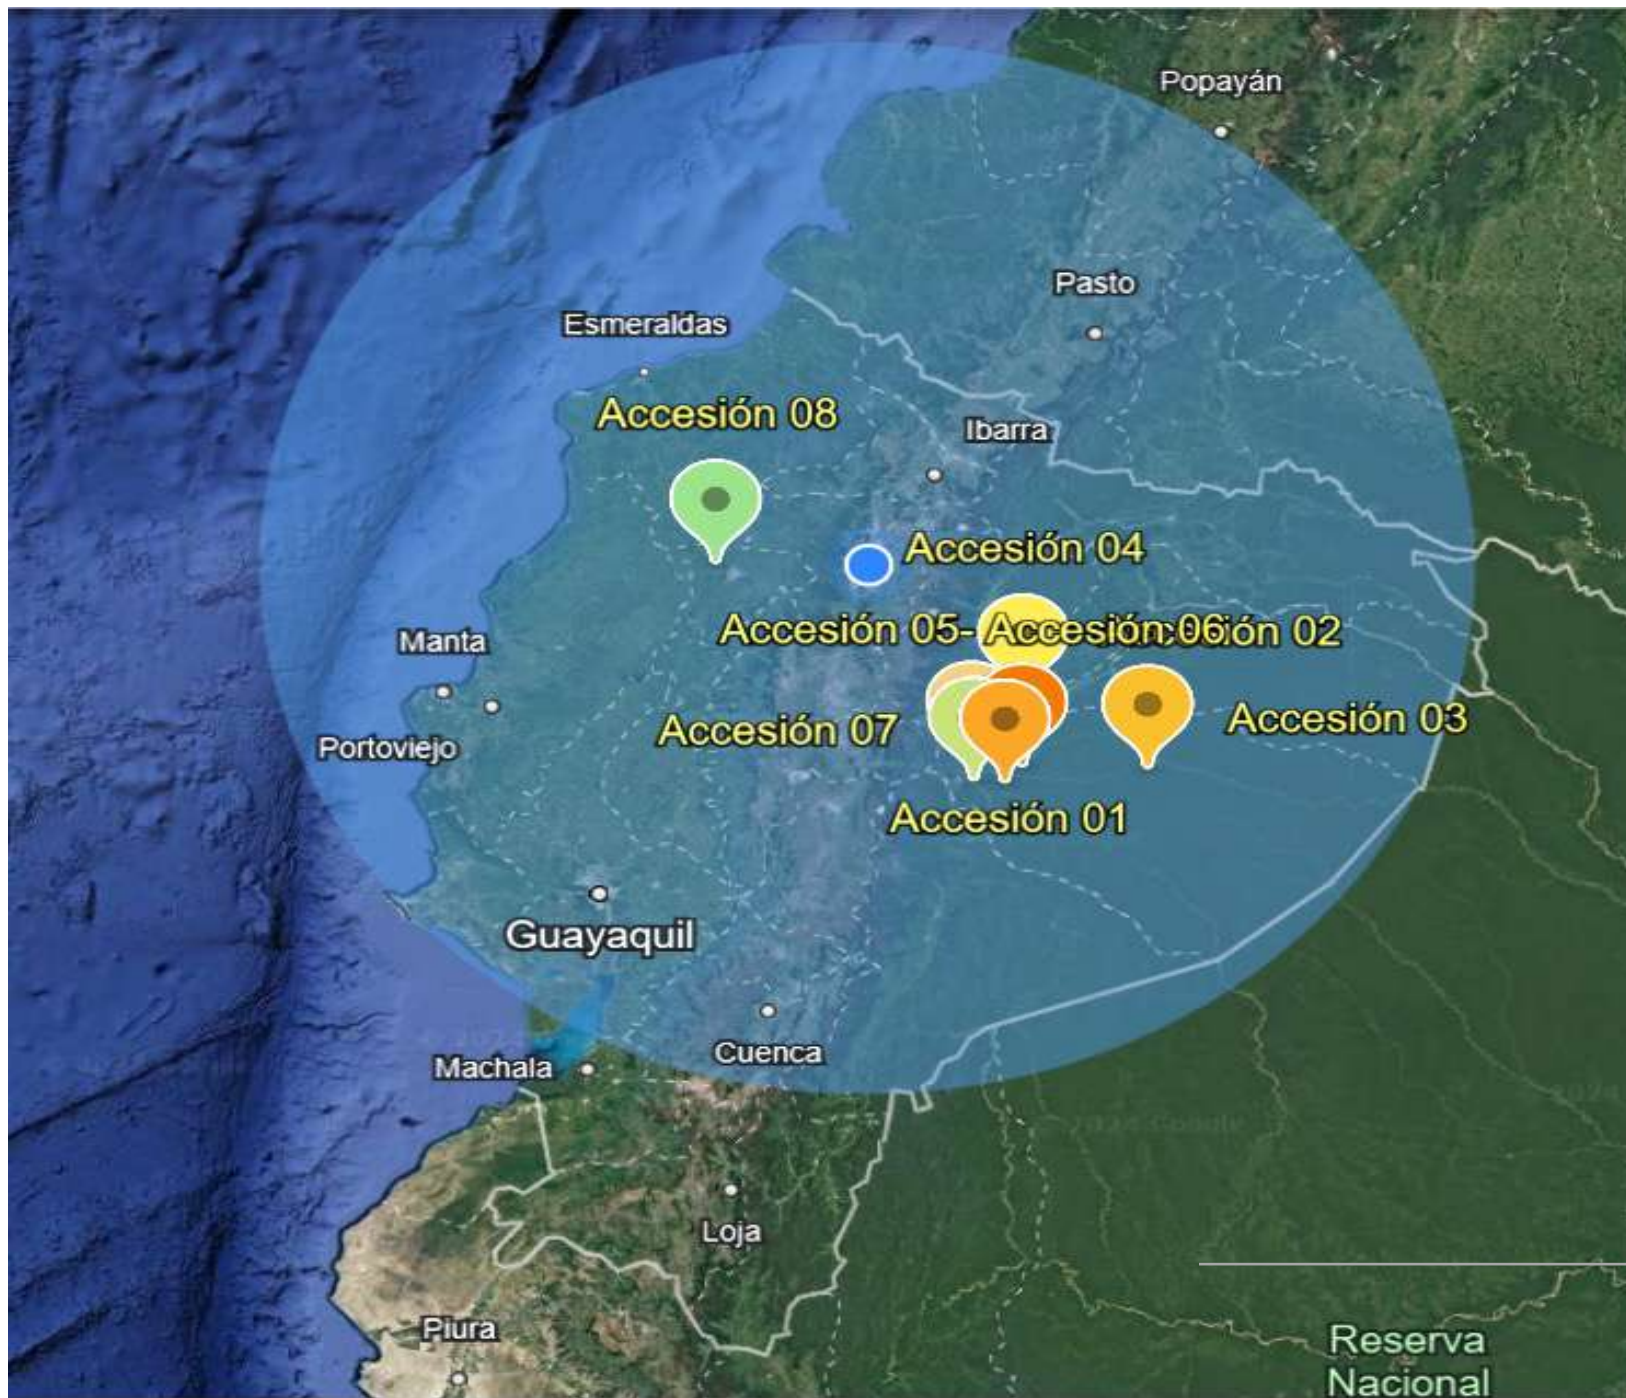 Popayán
Pasto
Esmeraldas
Accesión 08
Ibarra
Accesión 04
Accesión 05- Accesión 06
ión 02
Manta
Accesión 03
Accesión 07
Portoviejo
Accesión 01
Guayaquil
Cuenca
Machala
Loja
Piura
Reserva
Nacional